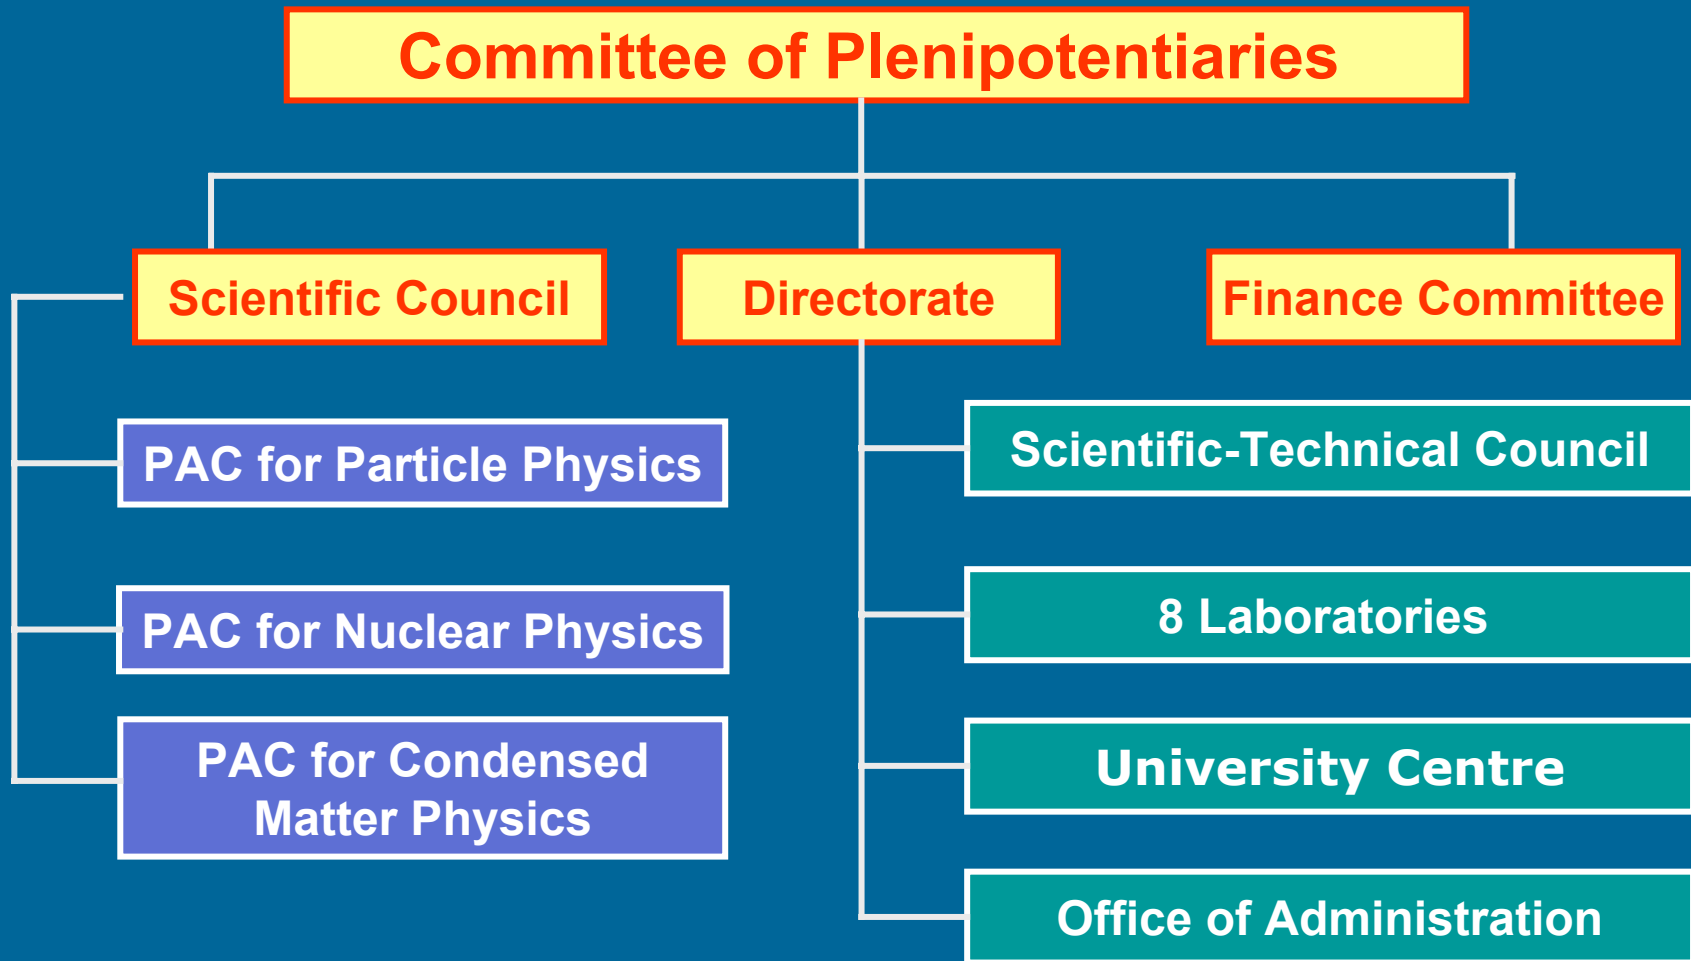 Committee of Plenipotentiaries
Scientific Council
Directorate
Finance Committee
PAC for Particle Physics
PAC for Nuclear Physics
PAC for Condensed
Matter Physics
Scientific-Technical Council
8 Laboratories
University Centre
Office of Administration